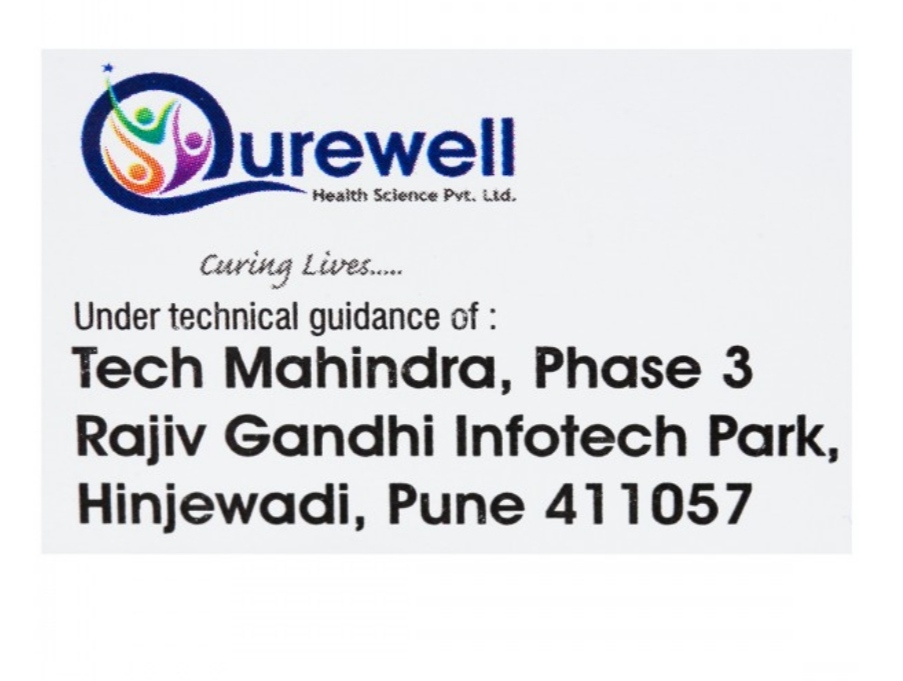 Qurewell
Health Science Pvt. Ltd.
Curing Lives.....
Under technical guidance of :
Tech Mahindra, Phase 3
Rajiv Gandhi Infotech Park,
Hinjewadi, Pune 411057